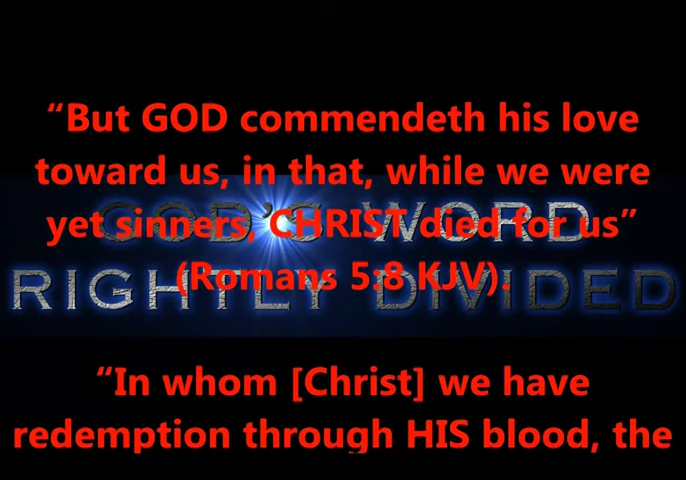 “But GOD commendeth his love
toward us, in that, while we were
yet sinners, CHRIST died for us”
(Romans 5:8 KJV).
GOD'S WORD
RIGHTLY DIVIDED
“In whom [Christ] we have
redemption through HIS blood, the